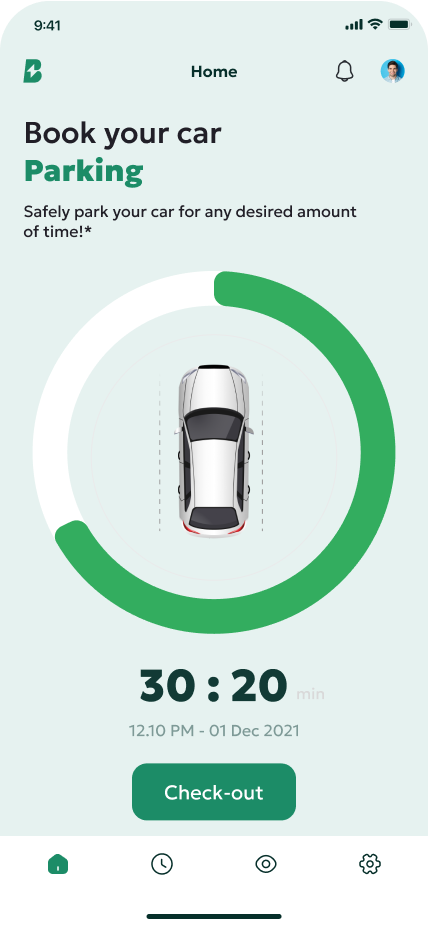 9:41
B
Home
Book your car
Parking
Safely park your car for any desired amount
of time!*
30 : 20 min
12.10 PM - 01 Dec 2021
Check-out